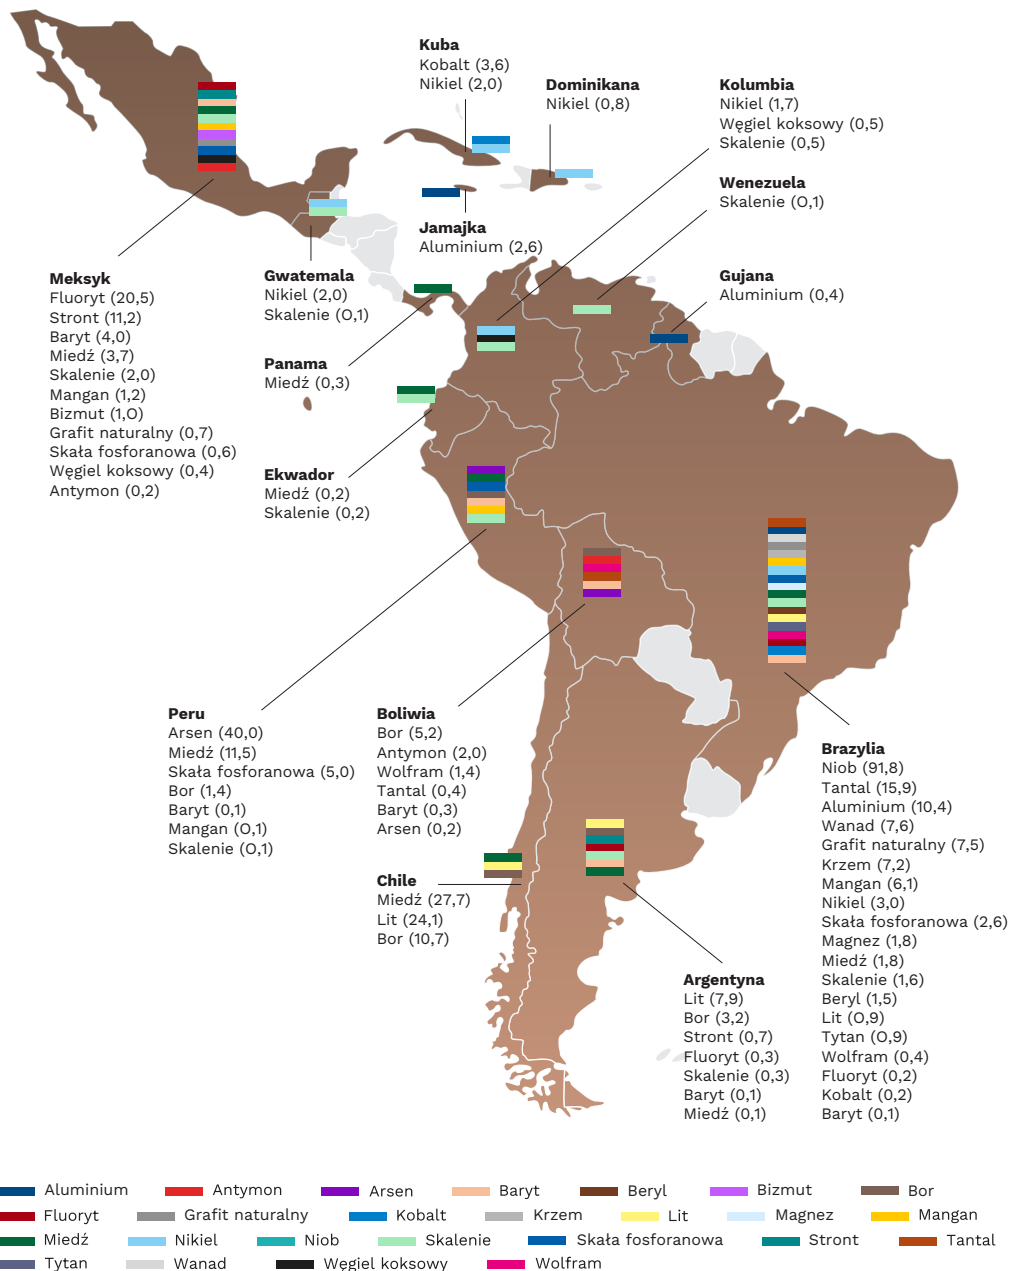 Kuba
Kobalt (3,6)
Nikiel (2,0)
Dominikana
Nikiel (0,8)
Kolumbia
Nikiel (1,7)
Węgiel koksowy (0,5)
Skalenie (0,5)
Wenezuela
Skalenie (O,1)
Jamajka
Aluminium (2,6)
Gujana
Aluminium (0,4)
Meksyk
Fluoryt (20,5)
Stront (11,2)
Baryt (4,0)
Miedź (3,7)
Skalenie (2,0)
Mangan (1,2)
Bizmut (1,O)
Grafit naturalny (0,7)
Skała fosforanowa (0,6)
Węgiel koksowy (0,4)
Antymon (0,2)
Gwatemala
Nikiel (2,0)
Skalenie (O,1)
Panama
Miedź (0,3)
Ekwador
Miedź (0,2)
Skalenie (0,2)
Peru
Arsen (40,0)
Miedź (11,5)
Skała fosforanowa (5,0)
Bor (1,4)
Baryt (0,1)
Mangan (O,1)
Skalenie (O,1)
Boliwia
Bor (5,2)
Antymon (2,0)
Wolfram (1,4)
Tantal (0,4)
Baryt (0,3)
Arsen (0,2)
Chile
Miedź (27,7)
Lit (24,1)
Bor (10,7)
Argentyna
Lit (7,9)
Bor (3,2)
Stront (0,7)
Fluoryt (0,3)
Skalenie (0,3)
Baryt (0,1)
Miedź (0,1)
Brazylia
Niob (91,8)
Tantal (15,9)
Aluminium (10,4)
Wanad (7,6)
Grafit naturalny (7,5)
Krzem (7,2)
Mangan (6,1)
Nikiel (3,0)
Skała fosforanowa (2,6)
Magnez (1,8)
Miedź (1,8)
Skalenie (1,6)
Beryl (1,5)
Lit (O,9)
Tytan (O,9)
Wolfram (0,4)
Fluoryt (0,2)
Kobalt (0,2)
Baryt (0,1)
Aluminium Antymon Arsen Baryt Beryl Bizmut Bor
Fluoryt Grafit naturalny Kobalt Krzem Lit Magnez Mangan
Miedź Nikiel Niob Skalenie Skała fosforanowa Stront Tantal
Tytan Wanad Węgiel koksowy Wolfram